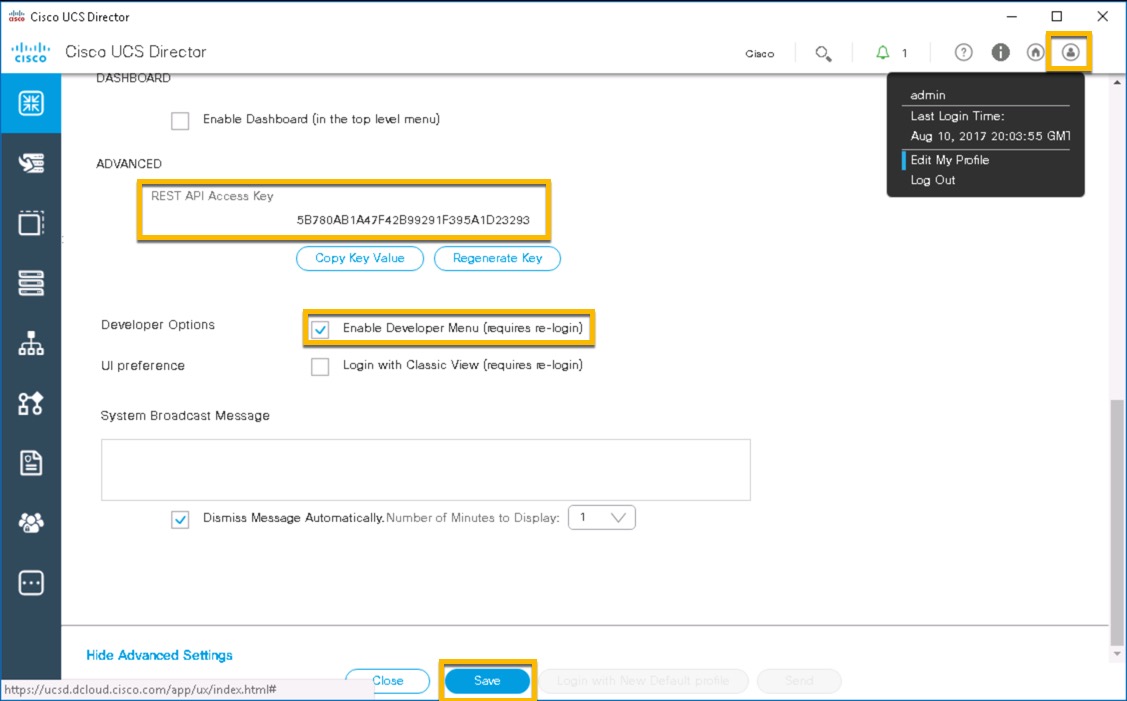 Cisco UCS Director
CISCO Cisco UCS Director Cisco 1
admin
Last Login Time:
Aug 10, 2017 20:03:55 GMT
Edit My Profile
Log Out
DASHBOARD
Enable Dashboard (in the top level menu)
ADVANCED
REST API Access Key
5B780AB1A47F42B99291F395A1D23293
Copy Key Value Regenerate Key
Developer Options Enable Developer Menu (requires re-login)
UI preference Login with Classic View (requires re-login)
System Broadcast Message
Dismiss Message Automatically. Number of Minutes to Display: 1
Hide Advanced Settings
Close Save Login with New Default profile Send
https://ucsd.dcloud.cisco.com/app/ux/index.html#